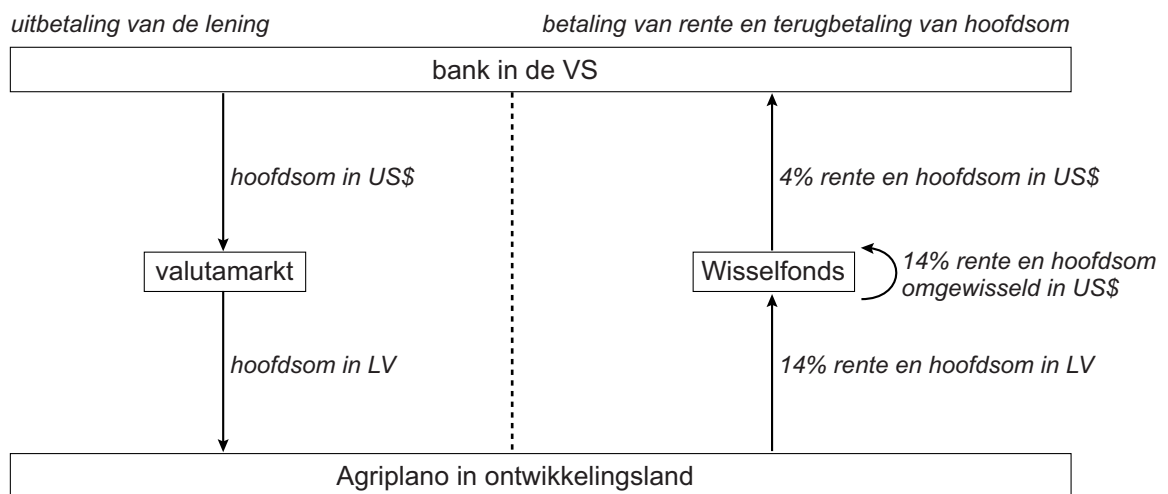 uitbetaling van de lening
betaling van rente en terugbetaling van hoofdsom
bank in de VS
hoofdsom in US$
4% rente en hoofdsom in US$
valutamarkt
Wisselfonds
14% rente en hoofdsom
omgewisseld in US$
hoofdsom in LV
14% rente en hoofdsom in LV
Agriplano in ontwikkelingsland